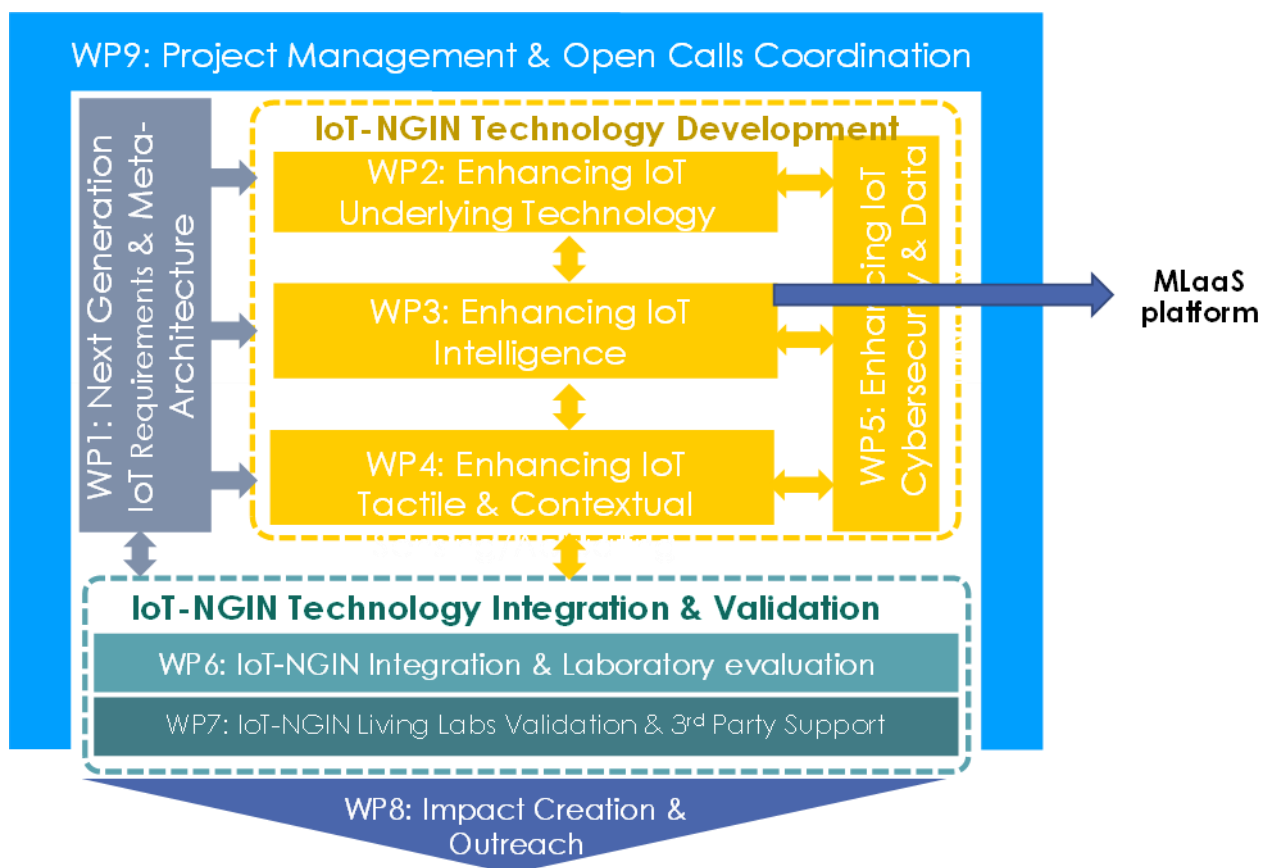 WP9: Project Management & Open Calls Coordination
WP1: Next Generation
IoT Requirements & Meta-
Architecture
IoT-NGIN Technology Development
WP2: Enhancing IoT
Underlying Technology
WP3: Enhancing IoT
Intelligence
WP4: Enhancing IoT
Tactile & Contextual
WP5: Enhancing IoT
Cybersecurity & Data
MLaaS
platform
IoT-NGIN Technology Integration & Validation
WP6: IoT-NGIN Integration & Laboratory evaluation
WP7: IoT-NGIN Living Labs Validation & 3rd Party Support
WP8: Impact Creation &
Outreach